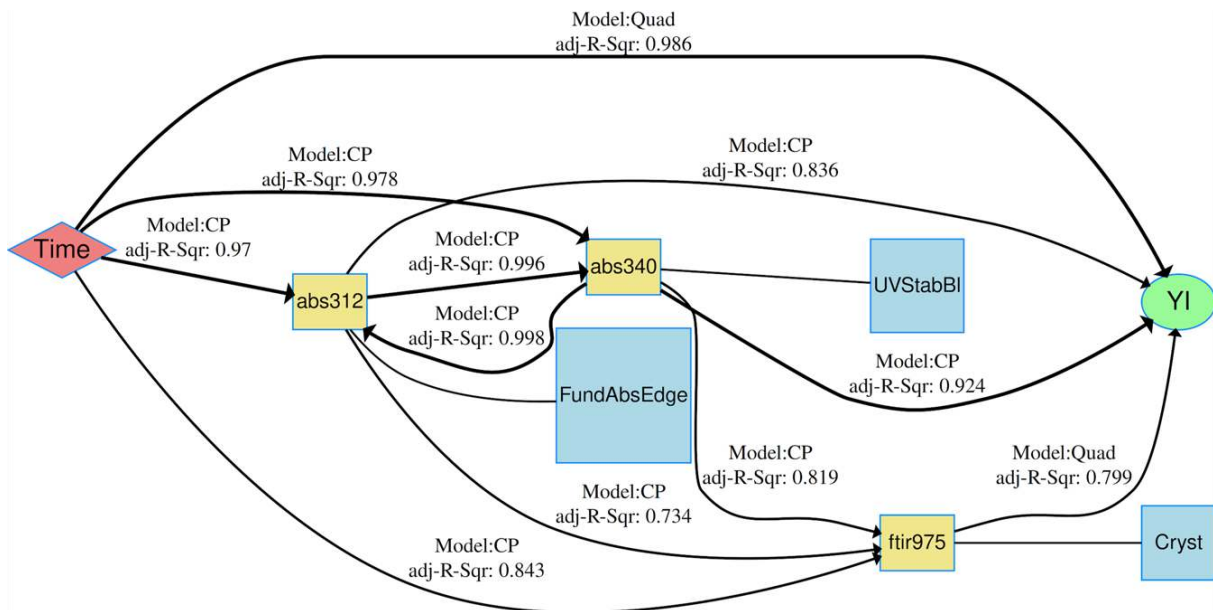 Model:Quad
adj-R-Sqr: 0.986
Model:CP
adj-R-Sqr: 0.836
Model:CP
adj-R-Sqr: 0.978
Model:CP
adj-R-Sqr: 0.97
Time
Model:CP
adj-R-Sqr: 0.996
abs340
UVStabBl
YI
abs312
Model:CP
adj-R-Sqr: 0.998
Model:CP
adj-R-Sqr: 0.924
FundAbsEdge
Model:CP
adj-R-Sqr: 0.819
Model:Quad
adj-R-Sqr: 0.799
Model:CP
adj-R-Sqr: 0.734
ftir975
Cryst
Model:CP
adj-R-Sqr: 0.843